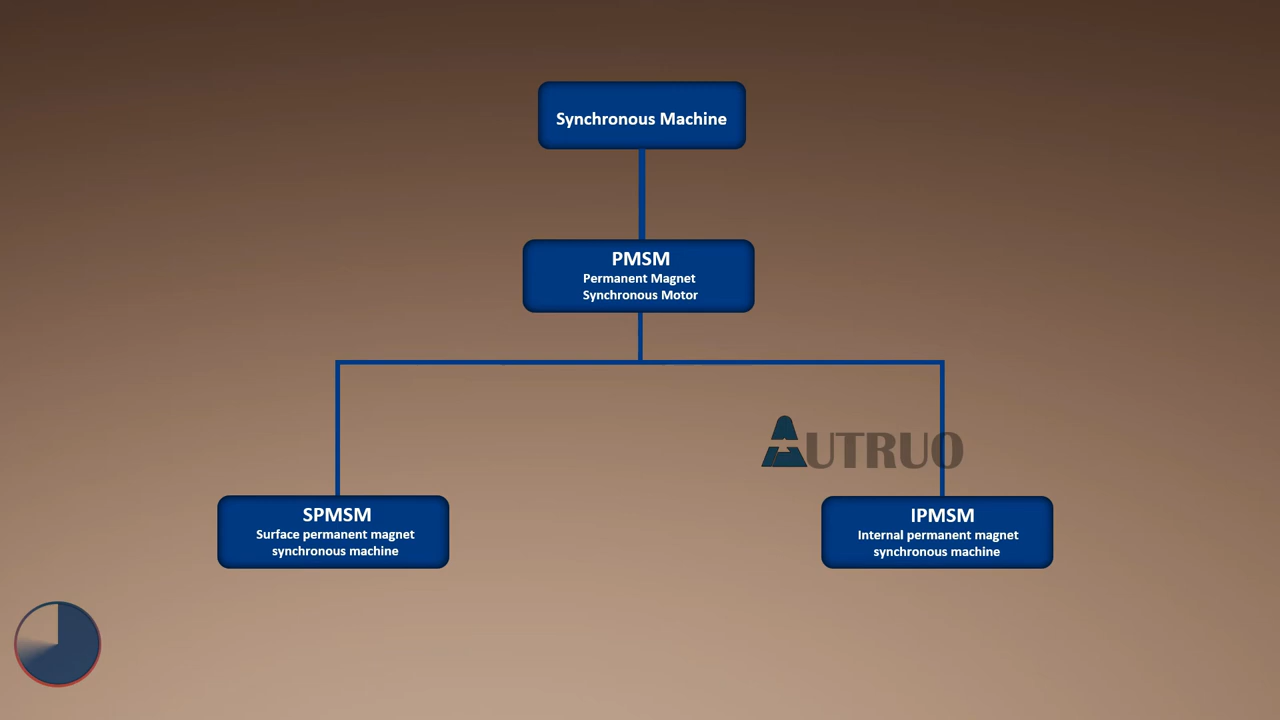 Synchronous Machine
PMSM
Permanent Magnet
Synchronous Motor
AUTRUO
SPMSM
Surface permanent magnet
synchronous machine
IPMSM
Internal permanent magnet
synchronous machine